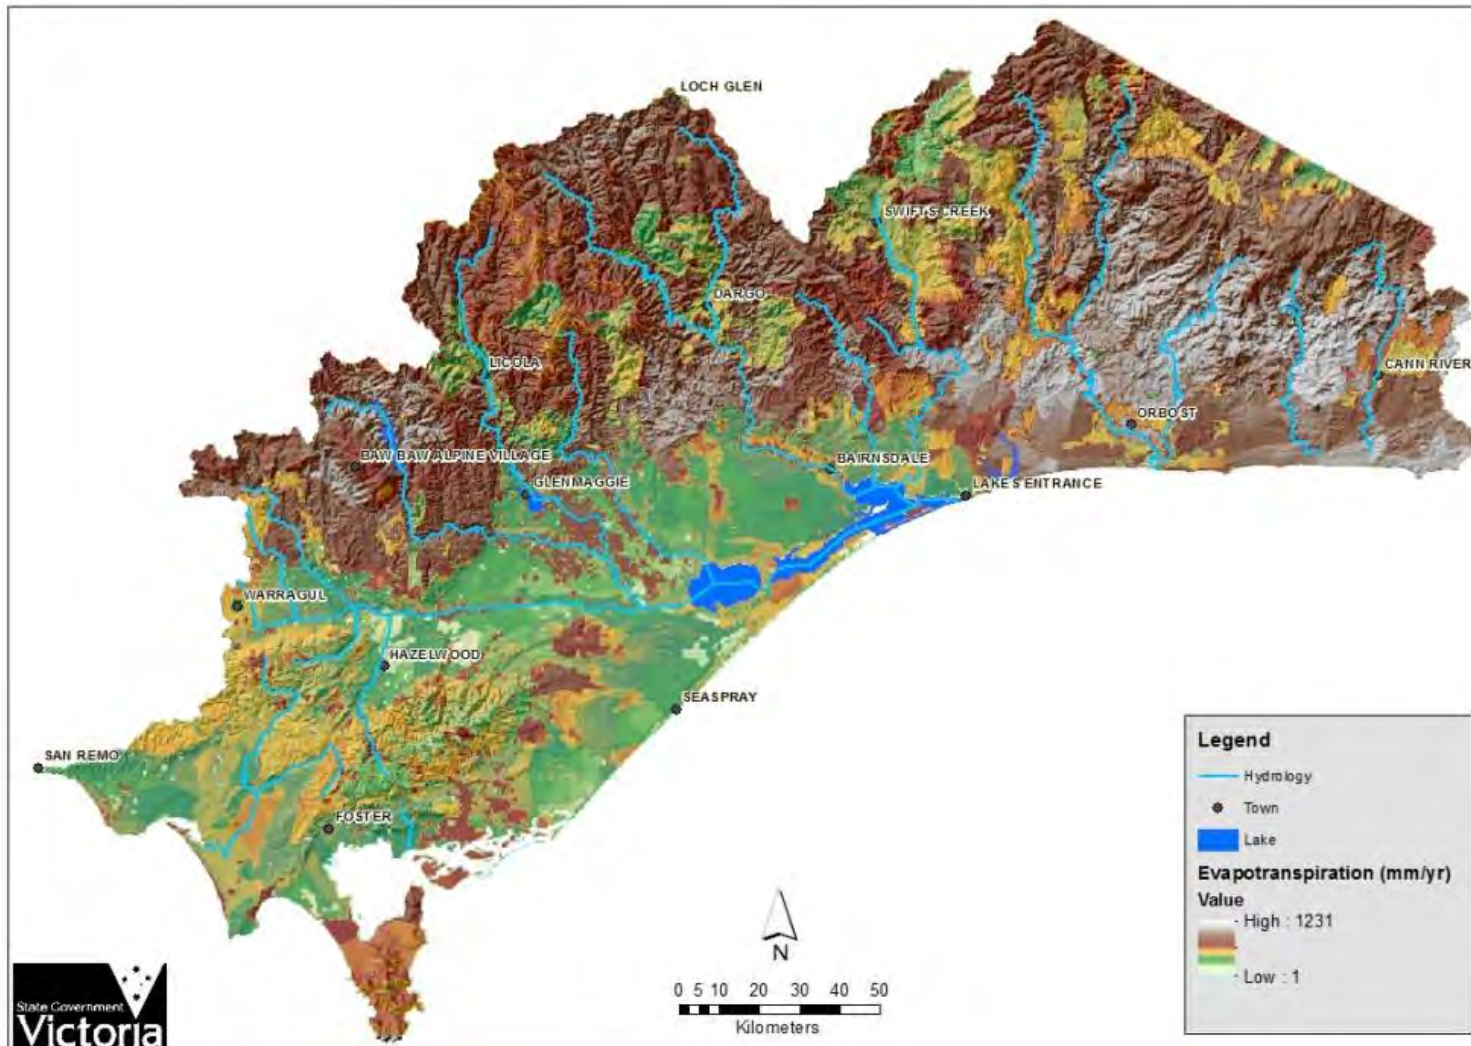 LOCH GLEN
SWIFTS CREEK
DARGO
LICOLA
CANN RIVER
ORBOST
BAW BAW ALPINE VILLAGE
BAIRNSDALE
GLENMAGGIE
LAKES ENTRANCE
WARRAGUL
HAZELWOOD
SEASPRAY
SAN REMO
FOSTER
Legend
Hydrology
Town
Lake
Evapotranspiration (mm/yr)
Value
High : 1231
Low : 1
N
0 5 10 20 30 40 50
Kilometers
State Government
Victoria